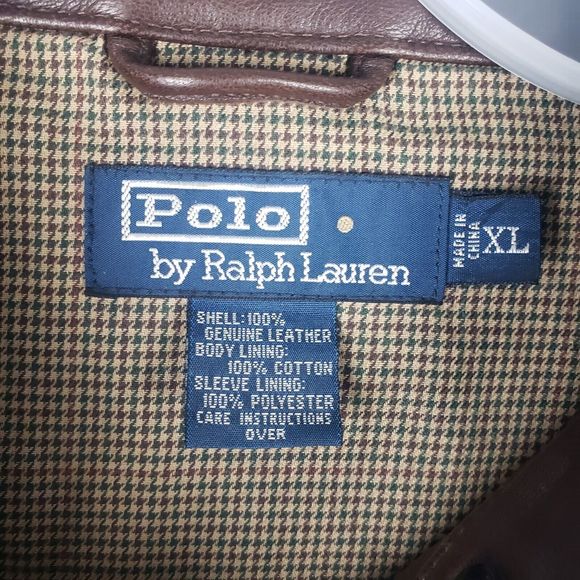 Polo
by Ralph Lauren
MADE IN
CHINA
XL
SHELL: 100%
GENUINE LEATHER
BODY LINING:
100% COTTON
SLEEVE LINING:
100% POLYESTER
CARE INSTRUCTIONS
OVER